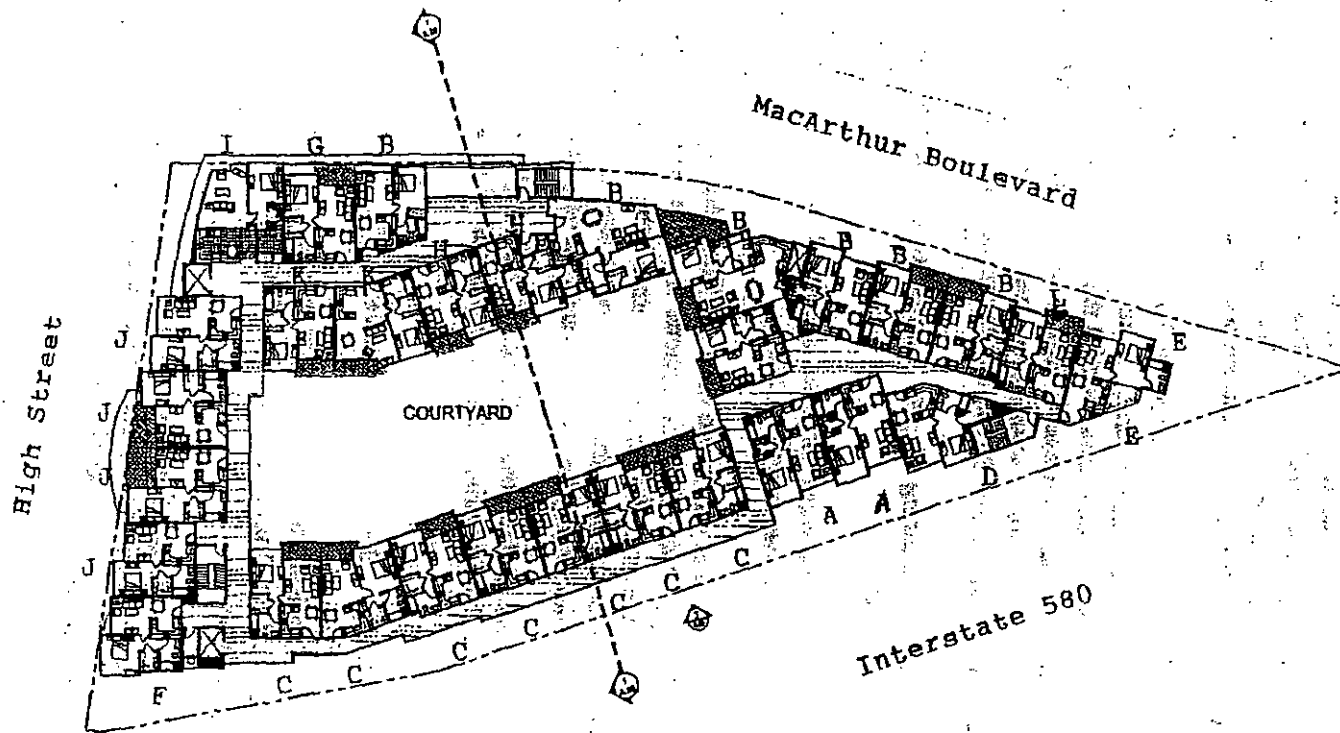 MacArthur Boulevard
I G B
B
B
B
B
B
L
E
H
O
High Street
J
J
J
J
COURTYARD
E
D
A A
C
C
C
C
C
C
C
F
Interstate 580